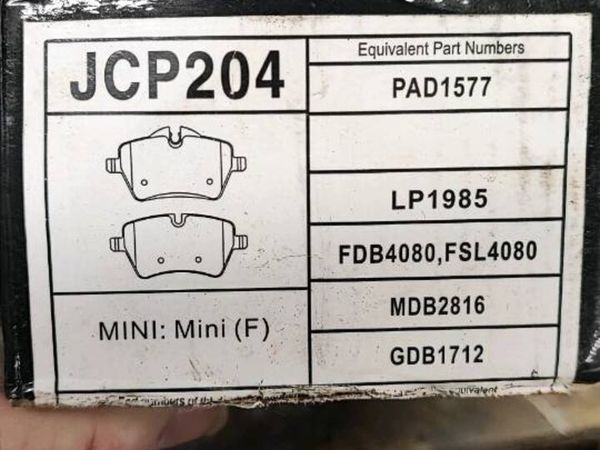 JCP204
Equivalent Part Numbers
PAD1577
LP1985
FDB4080,FSL4080
MDB2816
GDB1712
MINI: Mini (F)